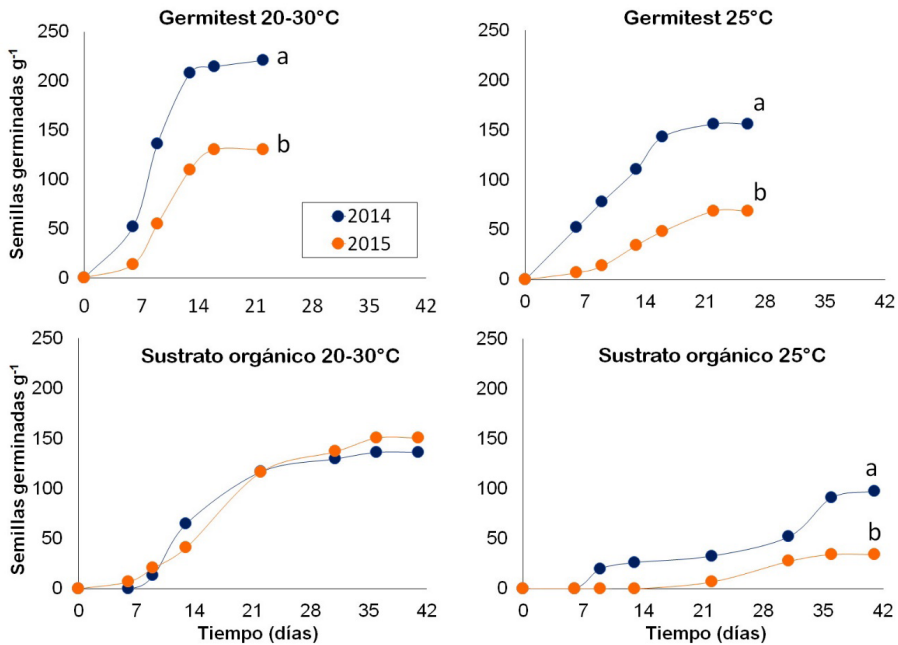 Germitest 20-30°C
Semillas germinadas g-1
250
200
150
100
50
0
a
b
2014
2015
0 7 14 21 28 35 42
Germitest 25°C
250
200
150
100
50
0
a
b
0 7 14 21 28 35 42
Sustrato orgánico 20-30°C
Semillas germinadas g-1
250
200
150
100
50
0
0 7 14 21 28 35 42
Tiempo (días)
Sustrato orgánico 25°C
250
200
150
100
50
0
a
b
0 7 14 21 28 35 42
Tiempo (días)